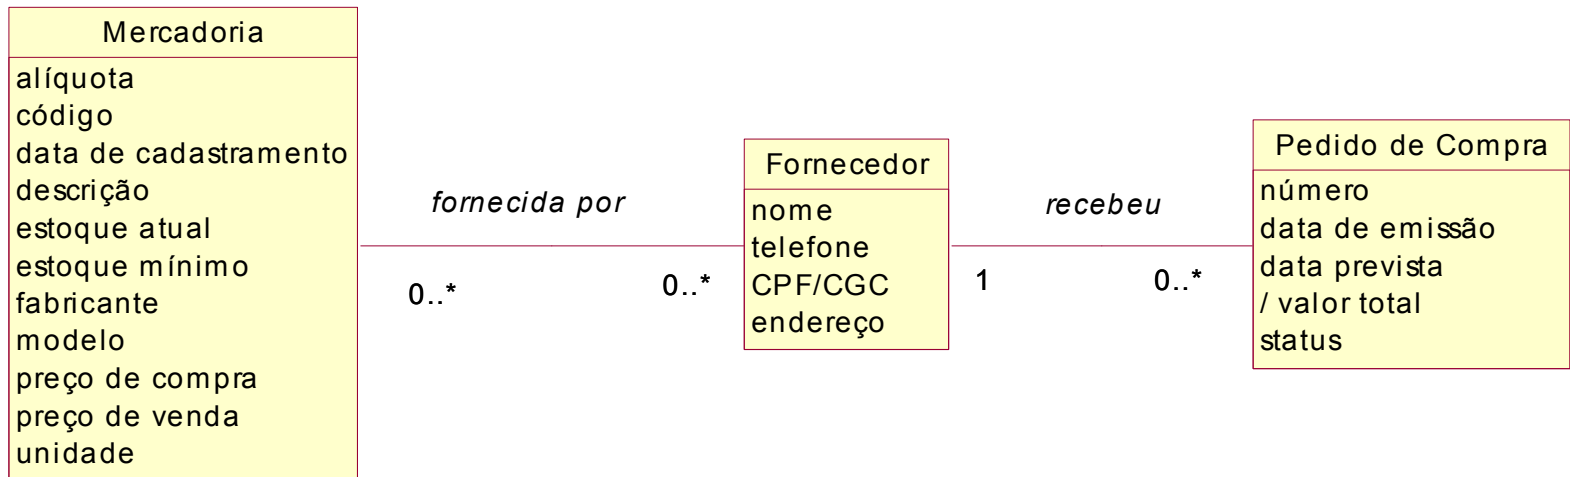 Mercadoria
alíquota
código
data de cadastramento
descrição
estoque atual
estoque mínimo
fabricante
modelo
preço de compra
preço de venda
unidade
fornecida por
0..*
0..*
Fornecedor
nome
telefone
CPF/CGC
endereço
recebeu
1
0..*
Pedido de Compra
número
data de emissão
data prevista
/ valor total
status